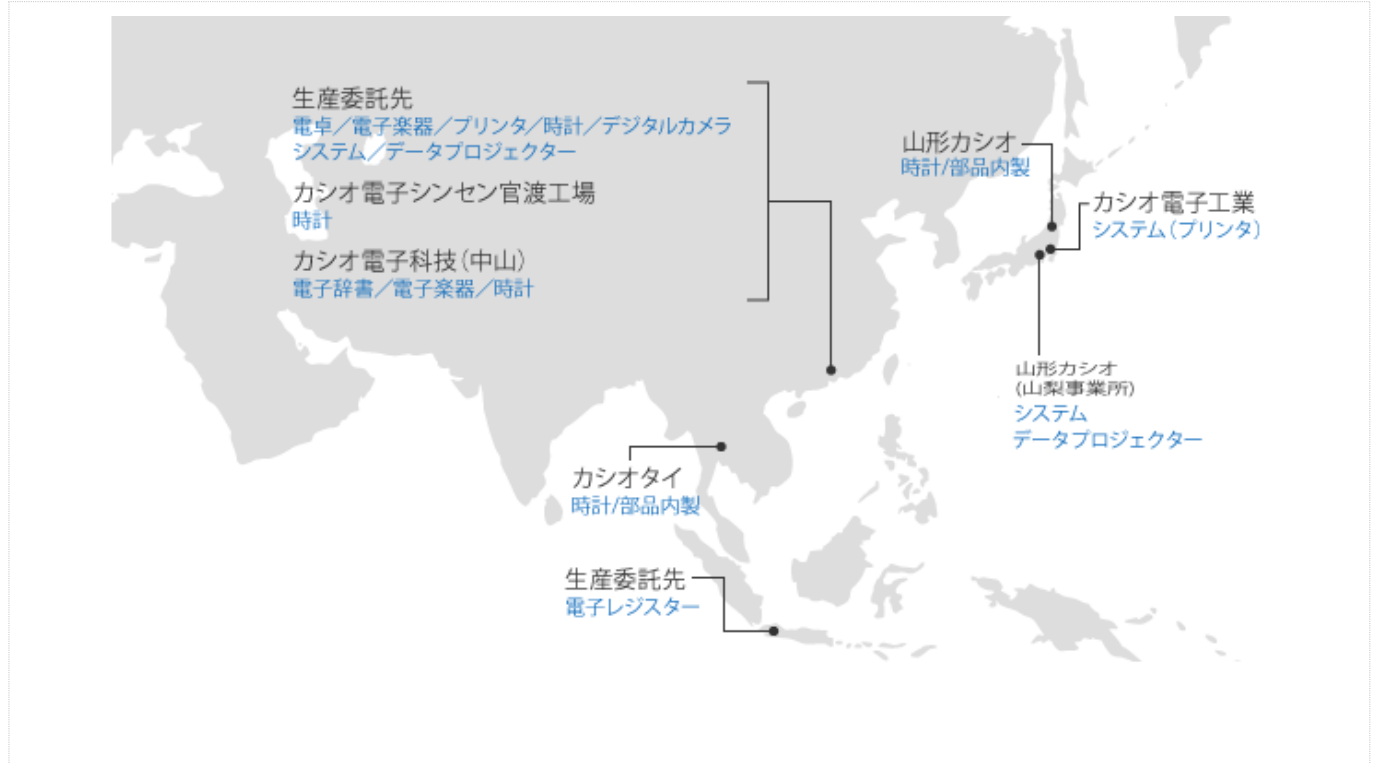 生産委託先
電卓／電子楽器／プリンタ／時計／デジタルカメラ
システム／データプロジェクター
カシオ電子シンセン官渡工場
時計
カシオ電子科技（中山）
電子辞書／電子楽器／時計
山形カシオ
時計/部品内製
カシオ電子工業
システム（プリンタ）
山形カシオ
(山梨事業所)
システム
データプロジェクター
カシオタイ
時計/部品内製
生産委託先
電子レジスター